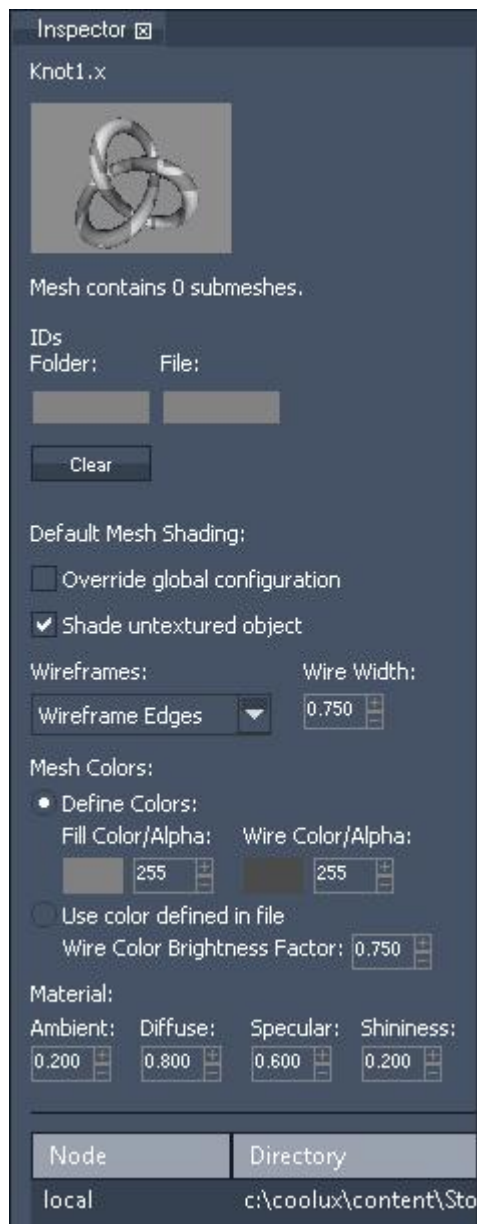 Inspector
Knot1.x
Mesh contains 0 submeshes.
IDs
Folder: File:
Clear
Default Mesh Shading:
Override global configuration
Shade untextured object
Wireframes: Wire Width:
Wireframe Edges 0.750
Mesh Colors:
Define Colors:
Fill Color/Alpha: Wire Color/Alpha:
255 255
Use color defined in file
Wire Color Brightness Factor: 0.750
Material:
Ambient: Diffuse: Specular: Shininess:
0.200 0.800 0.600 0.200
Node Directory
local c:\coolux\content\Sto